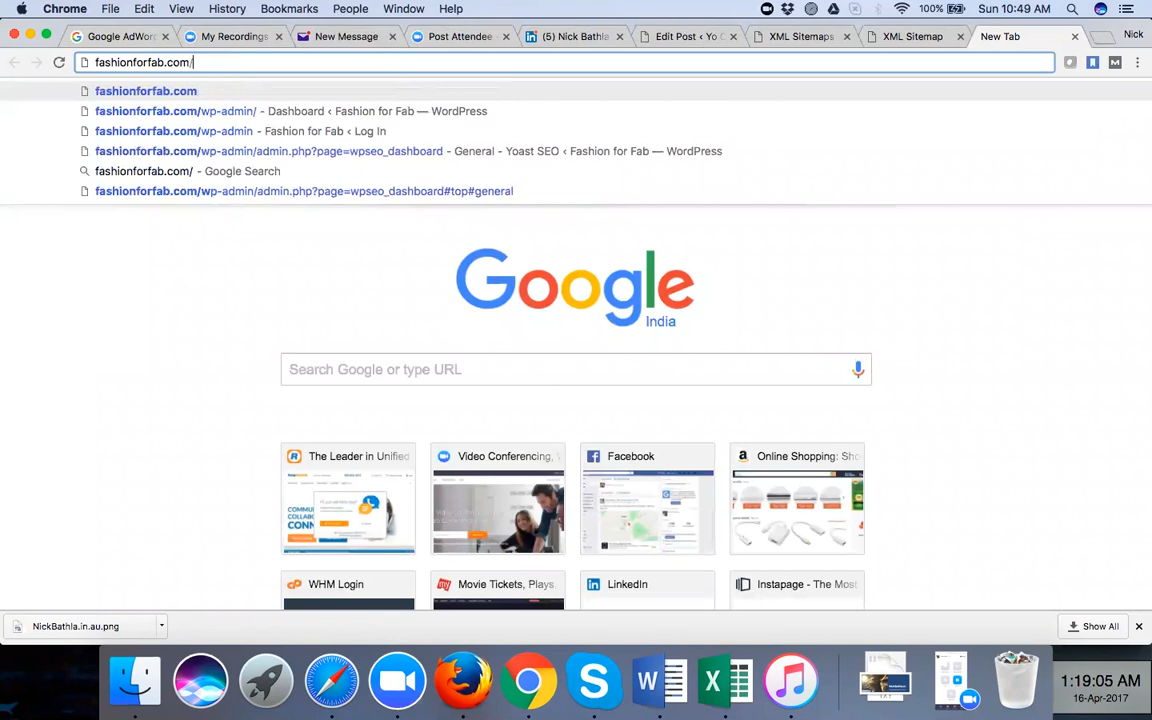 Chrome File Edit View History Bookmarks People Window Help 100% Sun 10:49 AM
Google AdWor My Recordings New Message Post Attendee - (5) Nick Bathla Edit Post ‹ Yo C XML Sitemaps XML Sitemap New Tab Nick
fashionforfab.com/
fashionforfab.com
fashionforfab.com/wp-admin/ - Dashboard ‹ Fashion for Fab — WordPress
fashionforfab.com/wp-admin - Fashion for Fab ‹ Log In
fashionforfab.com/wp-admin/admin.php?page=wpseo_dashboard - General - Yoast SEO ‹ Fashion for Fab — WordPress
fashionforfab.com/ - Google Search
fashionforfab.com/wp-admin/admin.php?page=wpseo_dashboard#top#general
Google
India
Search Google or type URL
The Leader in Unified Video Conferencing, Facebook Online Shopping: Sho
WHM Login Movie Tickets, Plays, LinkedIn Instapage - The Most
NickBathla.in.au.png Show All
1:19:05 AM
16-Apr-2017